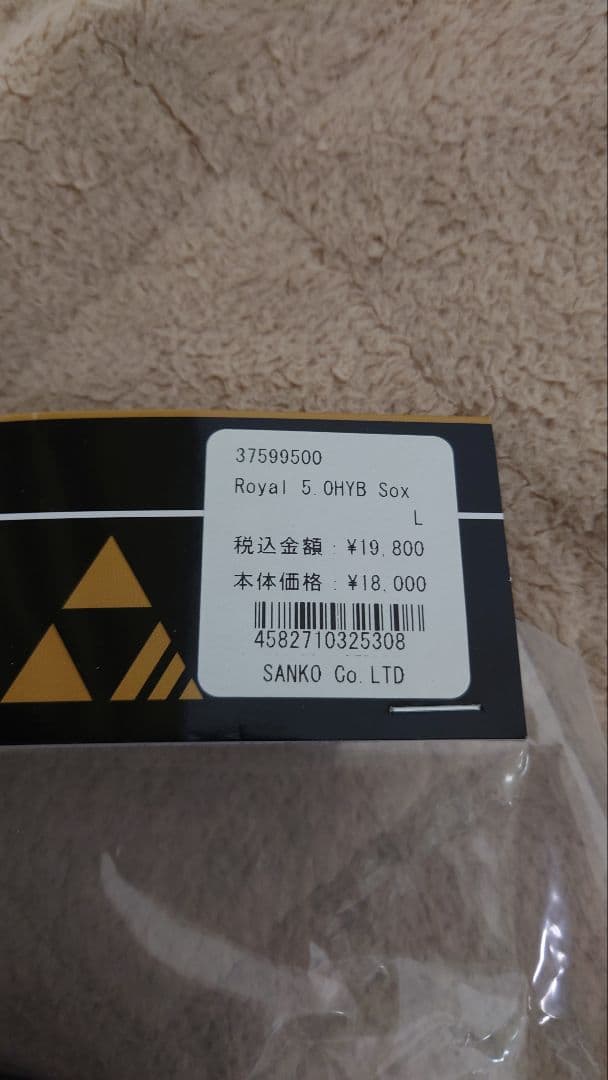 37599500
Royal 5.0HYB Sox
L
税込金額：¥19,800
本体価格：¥18,000
4582710325308
SANKO Co.LTD